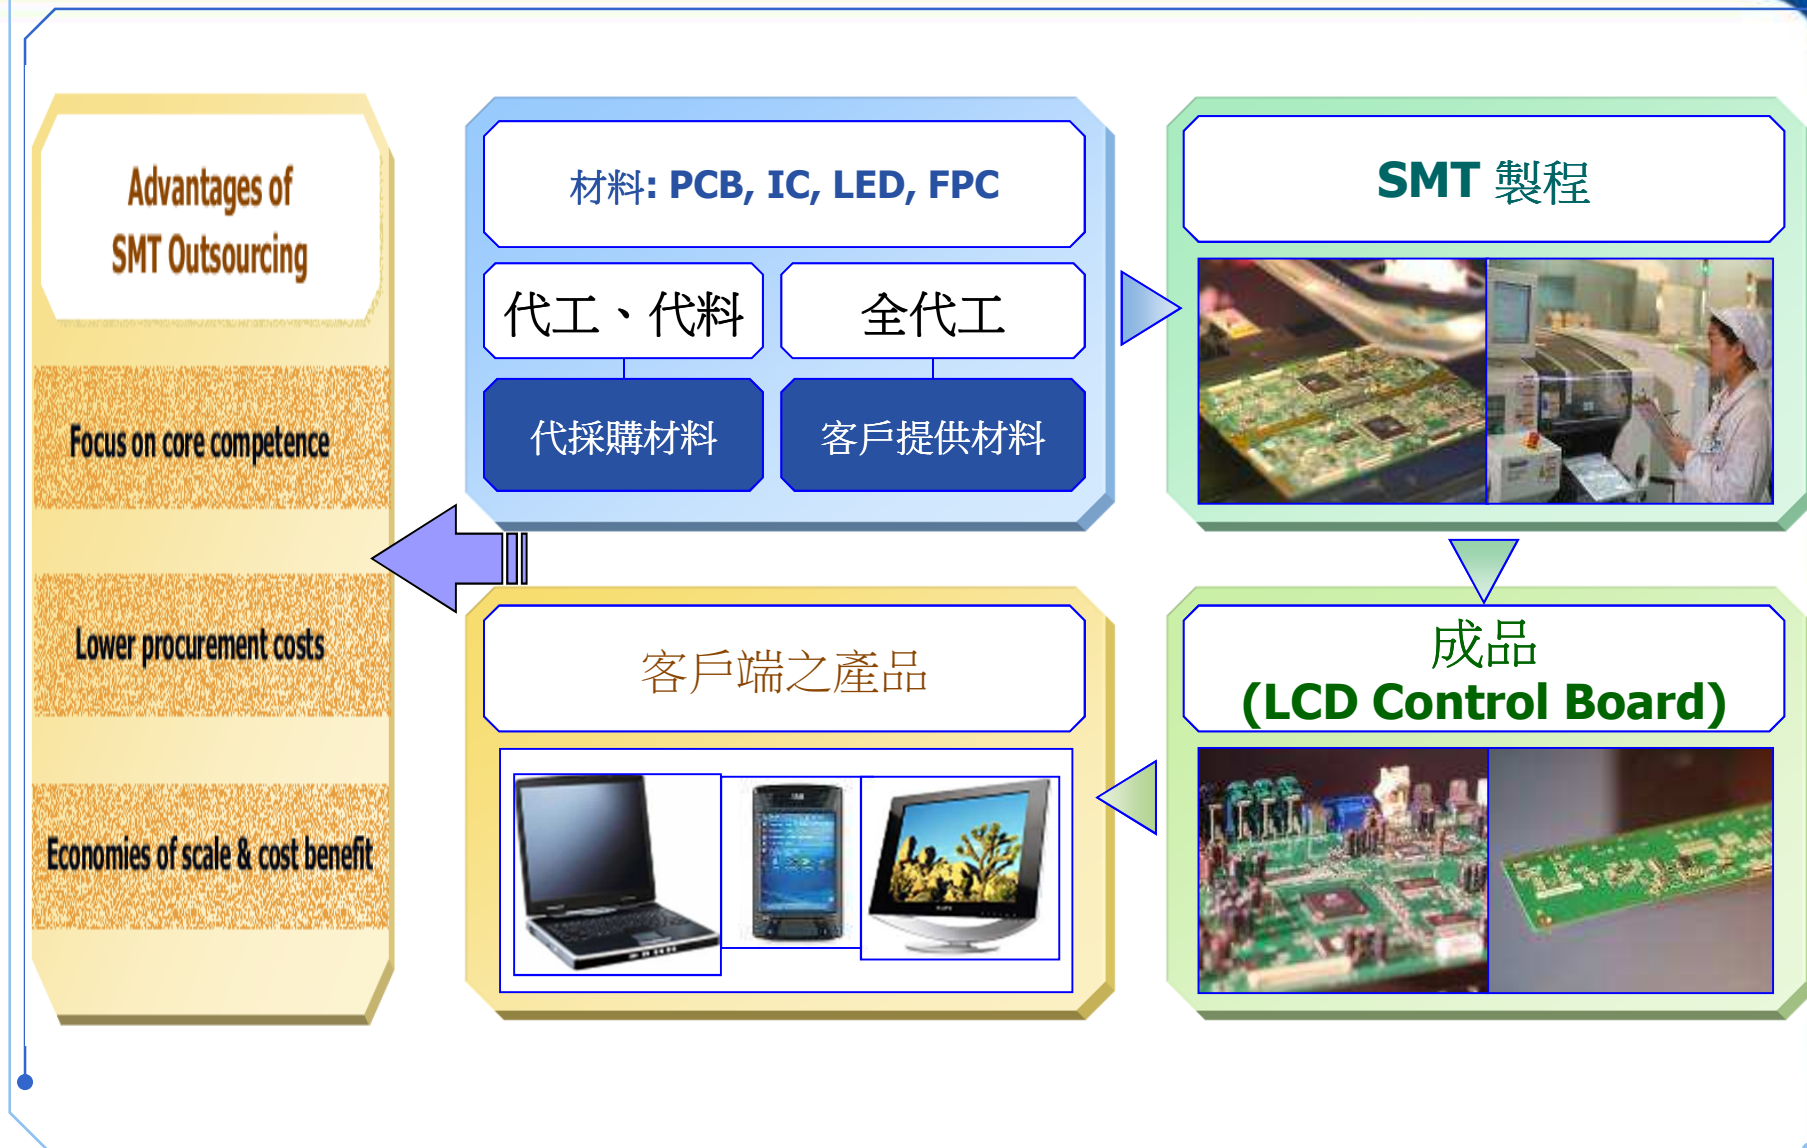 Advantages of
SMT Outsourcing
Focus on core competence
Lower procurement costs
Economies of scale & cost benefit
材料: PCB, IC, LED, FPC
代工、代料
全代工
代採購材料
客戶提供材料
SMT 製程
客戶端之產品
成品
(LCD Control Board)